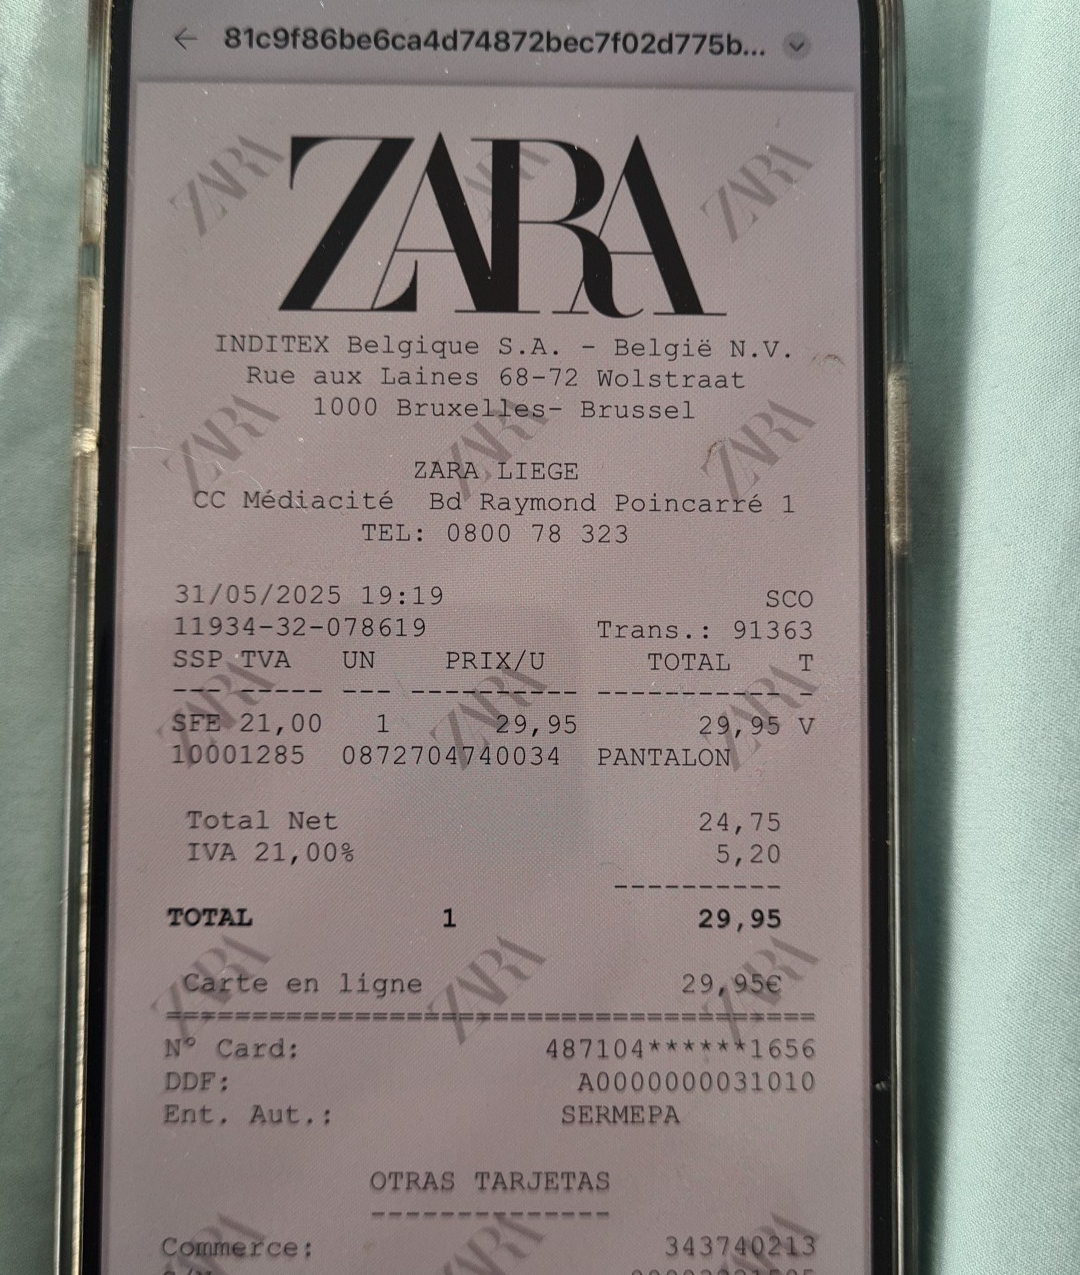 81c9f86be6ca4d74872bec7f02d775b...
ZARA
INDITEX Belgique S.A. - België N.V.
Rue aux Laines 68-72 Wolstraat
1000 Bruxelles- Brussel
ZARA LIEGE
CC Médiacité Bd Raymond Poincarré 1
TEL: 0800 78 323
31/05/2025 19:19 SCO
11934-32-078619 Trans.: 91363
SSP TVA UN PRIX/U TOTAL T
--- ----- --- ---------- ----------- -
SFE 21,00 1 29,95 29,95 V
10001285 0872704740034 PANTALON
Total Net 24,75
IVA 21,00% 5,20
----------
TOTAL 1 29,95
Carte en ligne 29,95€
======================================
Nº Card: 487104******1656
DDF: A0000000031010
Ent. Aut.: SERMEPA
OTRAS TARJETAS
--------------
Commerce: 343740213